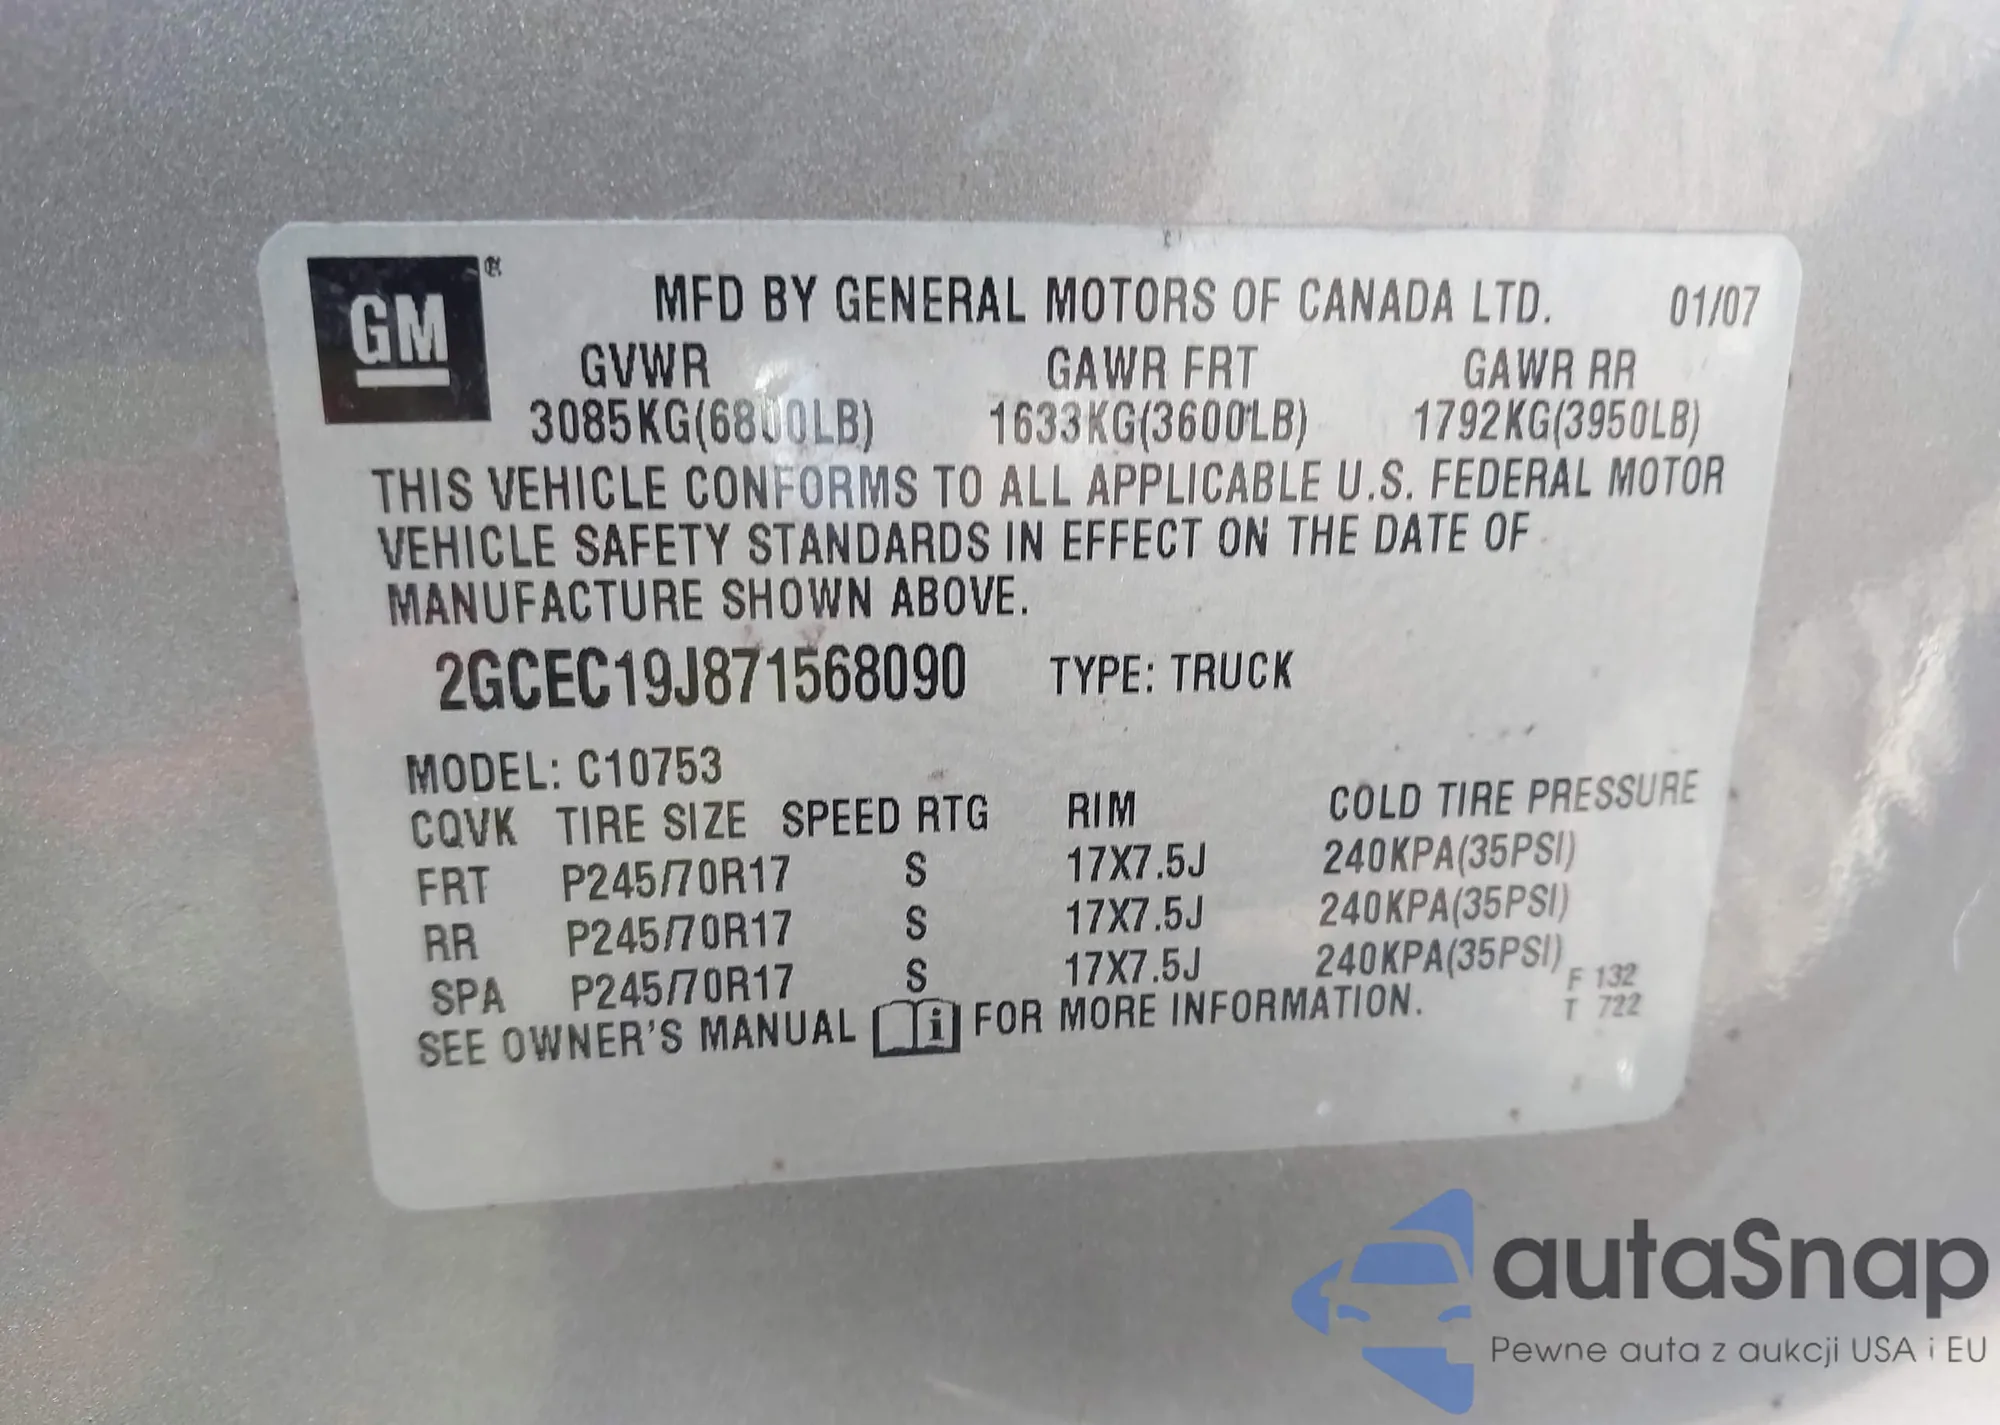 GM®
MFD BY GENERAL MOTORS OF CANADA LTD. 01/07
GVWR GAWR FRT GAWR RR
3085KG(6800LB) 1633KG(3600LB) 1792KG(3950LB)
THIS VEHICLE CONFORMS TO ALL APPLICABLE U.S. FEDERAL MOTOR
VEHICLE SAFETY STANDARDS IN EFFECT ON THE DATE OF
MANUFACTURE SHOWN ABOVE.
2GCEC19J871568090 TYPE: TRUCK
MODEL: C10753
CQVK TIRE SIZE SPEED RTG RIM COLD TIRE PRESSURE
FRT P245/70R17 S 17X7.5J 240KPA(35PSI)
RR P245/70R17 S 17X7.5J 240KPA(35PSI)
SPA P245/70R17 S 17X7.5J 240KPA(35PSI)
F 132
T 722
SEE OWNER'S MANUAL i FOR MORE INFORMATION.
autaSnap
Pewne auta z aukcji USA i EU